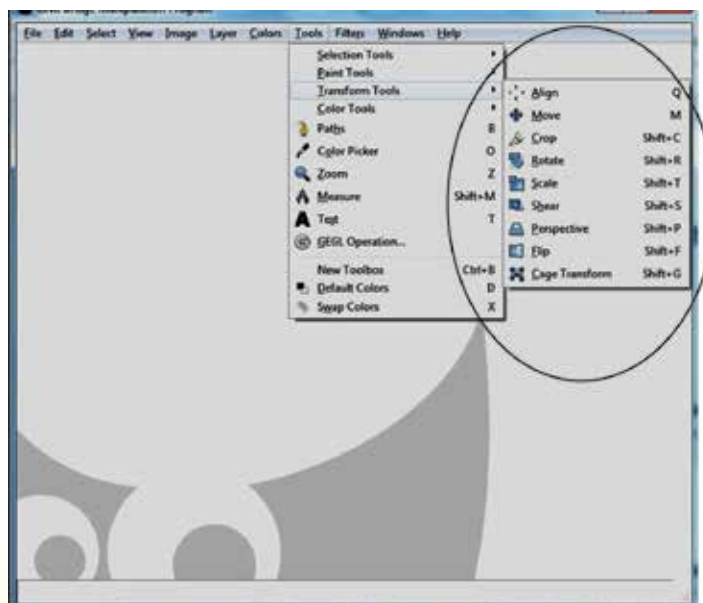 File Edit Select View Image Layer Colors Tools Filters Windows Help
Selection Tools
Paint Tools
Transform Tools
Color Tools
Paths B
Color Picker O
Zoom Z
Measure Shift+M
Text T
GEGL Operation...
New Toolbox Ctrl+B
Default Colors D
Swap Colors X
Align Q
Move M
Crop Shift+C
Rotate Shift+R
Scale Shift+T
Shear Shift+S
Perspective Shift+P
Flip Shift+F
Cage Transform Shift+G